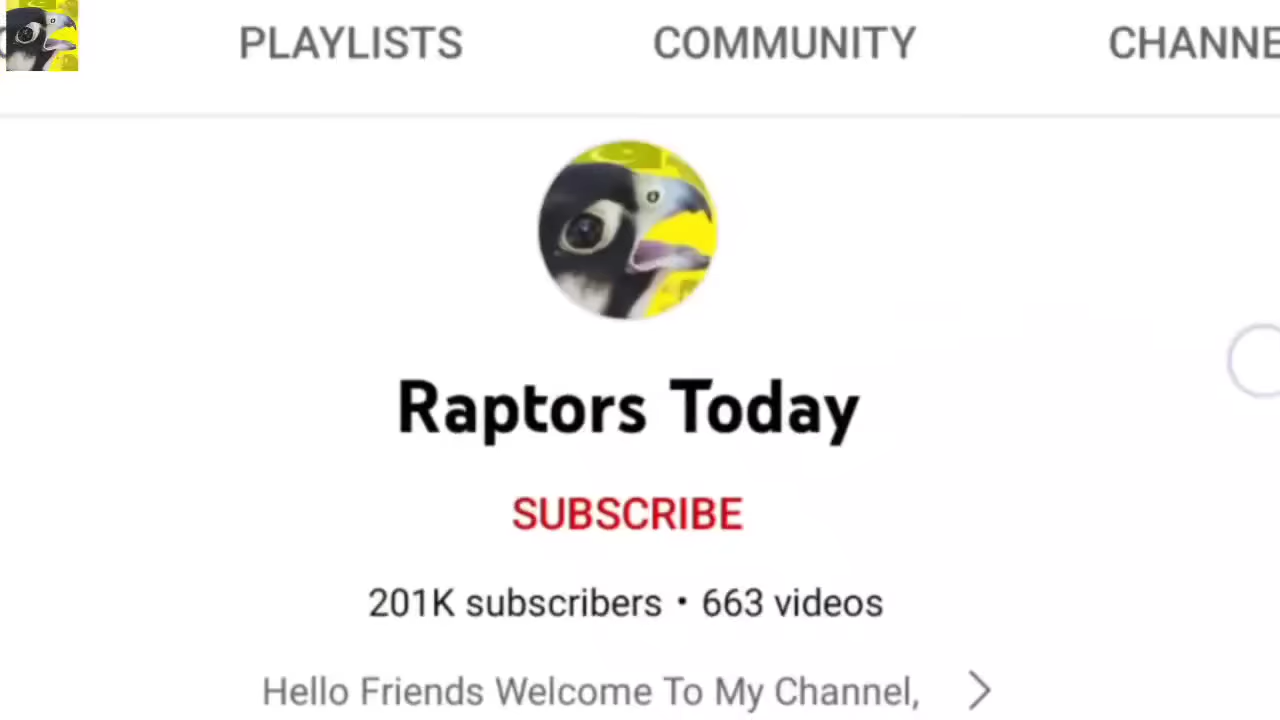 PLAYLISTS COMMUNITY CHANNE
Raptors Today
SUBSCRIBE
201K subscribers • 663 videos
Hello Friends Welcome To My Channel,